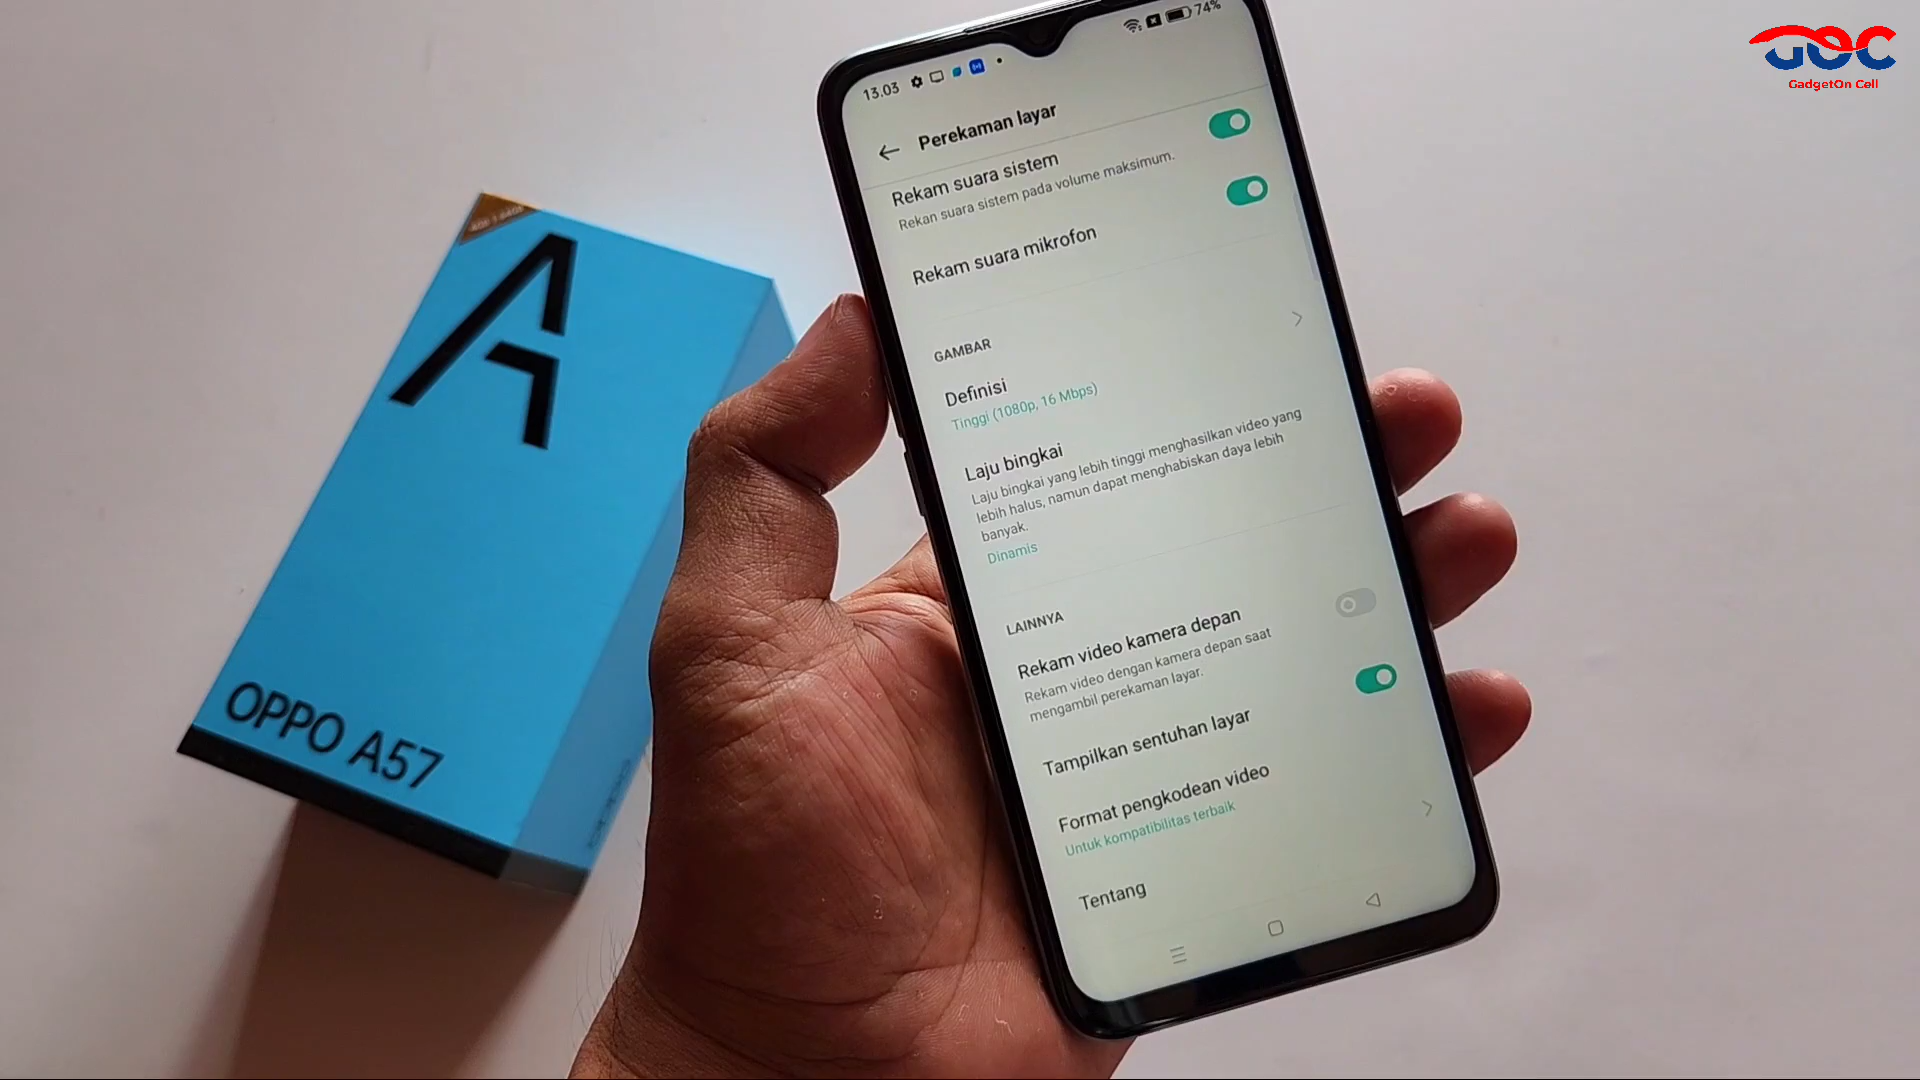 GOC
GadgetOn Cell
13.03
74%
Perekaman layar
Rekam suara sistem
Rekan suara sistem pada volume maksimum.
Rekam suara mikrofon
GAMBAR
Definisi
Tinggi (1080p, 16 Mbps)
Laju bingkai
Laju bingkai yang lebih tinggi menghasilkan video yang
lebih halus, namun dapat menghabiskan daya lebih
banyak.
Dinamis
LAINNYA
Rekam video kamera depan
Rekam video dengan kamera depan saat
mengambil perekaman layar.
Tampilkan sentuhan layar
Format pengkodean video
Untuk kompatibilitas terbaik
Tentang
A
OPPO A57